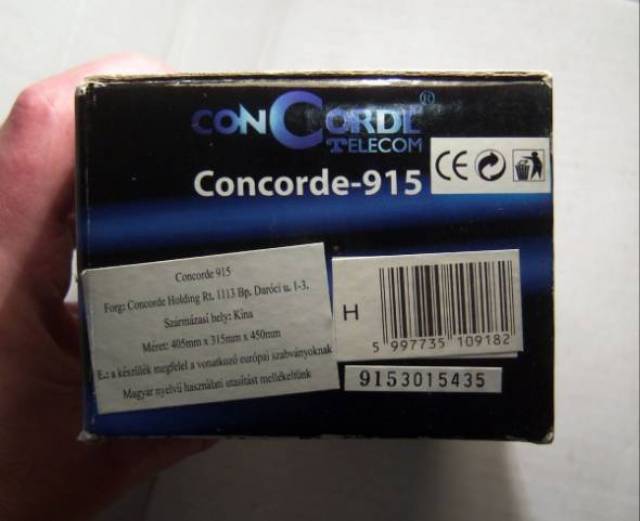 CONCORDE®
TELECOM
Concorde-915
CE
Concorde 915
Forg: Concorde Holding Rt. 1113 Bp. Daróci u. 1-3.
Származási hely: Kína
Méret: 405mm x 315mm x 450mm
E.: a készülék megfelel a vonatkozó európai szabványoknak
Magyar nyelvű használati utasítást mellékeltünk
H
5 997735 109182
9153015435